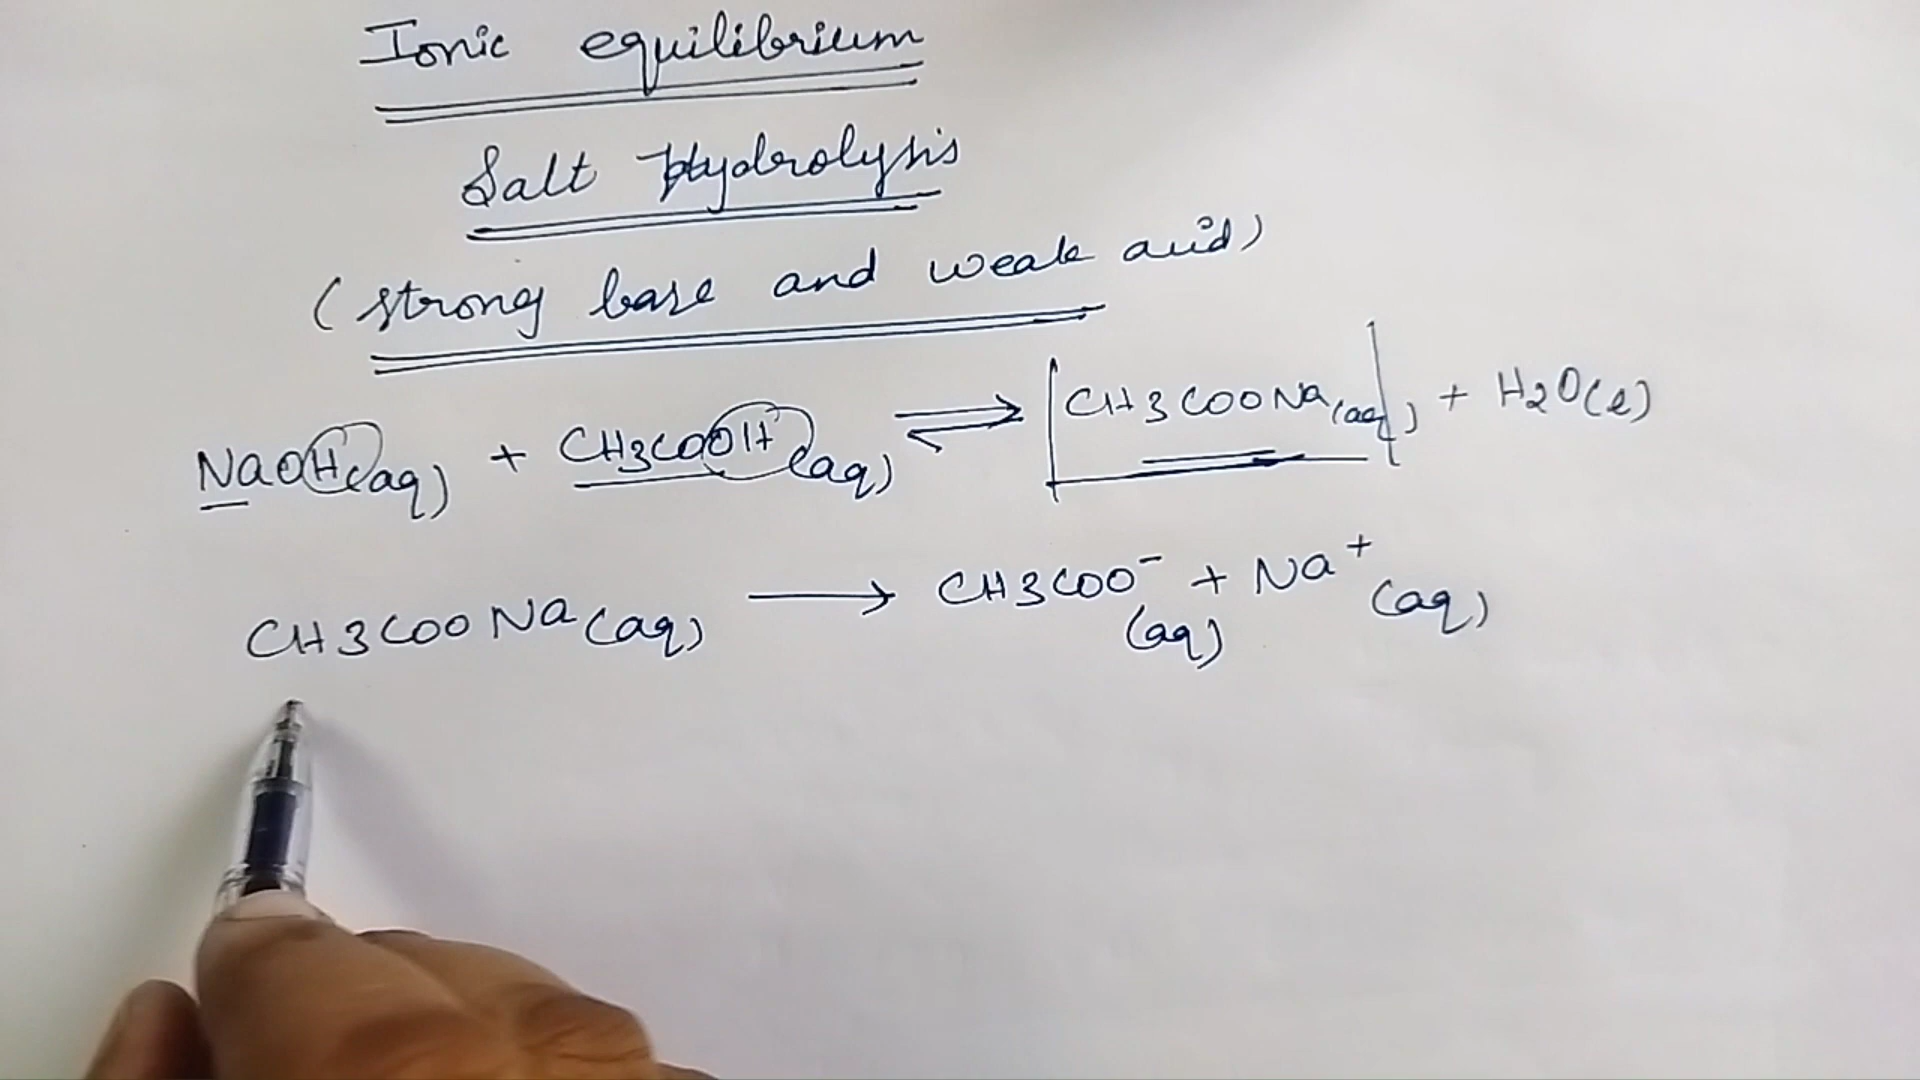 Ionic equilibrium
Salt Hydrolysis
(strong base and weak acid)
NaOH(aq) + CH3COOH(aq) ⇌ CH3COONa(aq) + H2O(l)
CH3COONa(aq) ⟶ CH3COO⁻(aq) + Na⁺(aq)